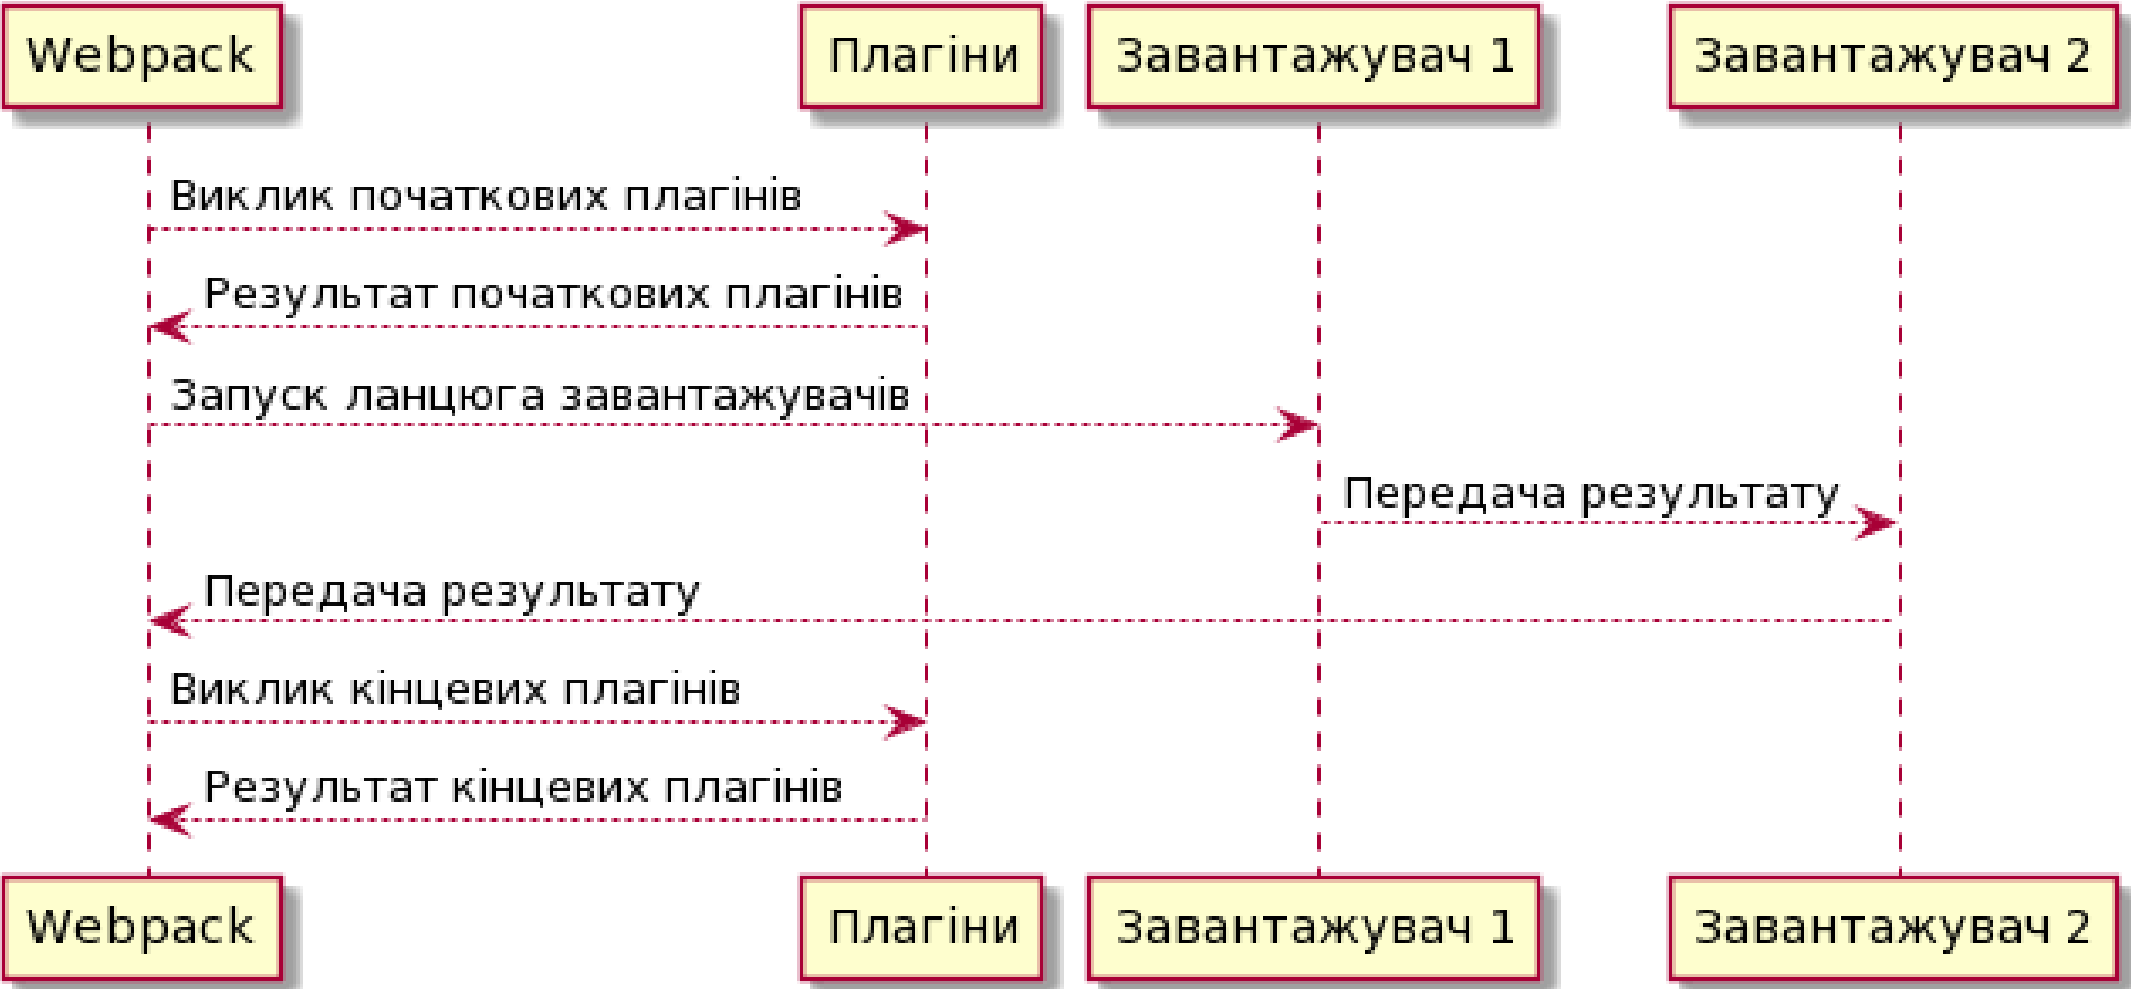 Webpack
Плагіни
Завантажувач 1
Завантажувач 2
Виклик початкових плагінів
Результат початкових плагінів
Запуск ланцюга завантажувачів
Передача результату
Передача результату
Виклик кінцевих плагінів
Результат кінцевих плагінів
Webpack
Плагіни
Завантажувач 1
Завантажувач 2